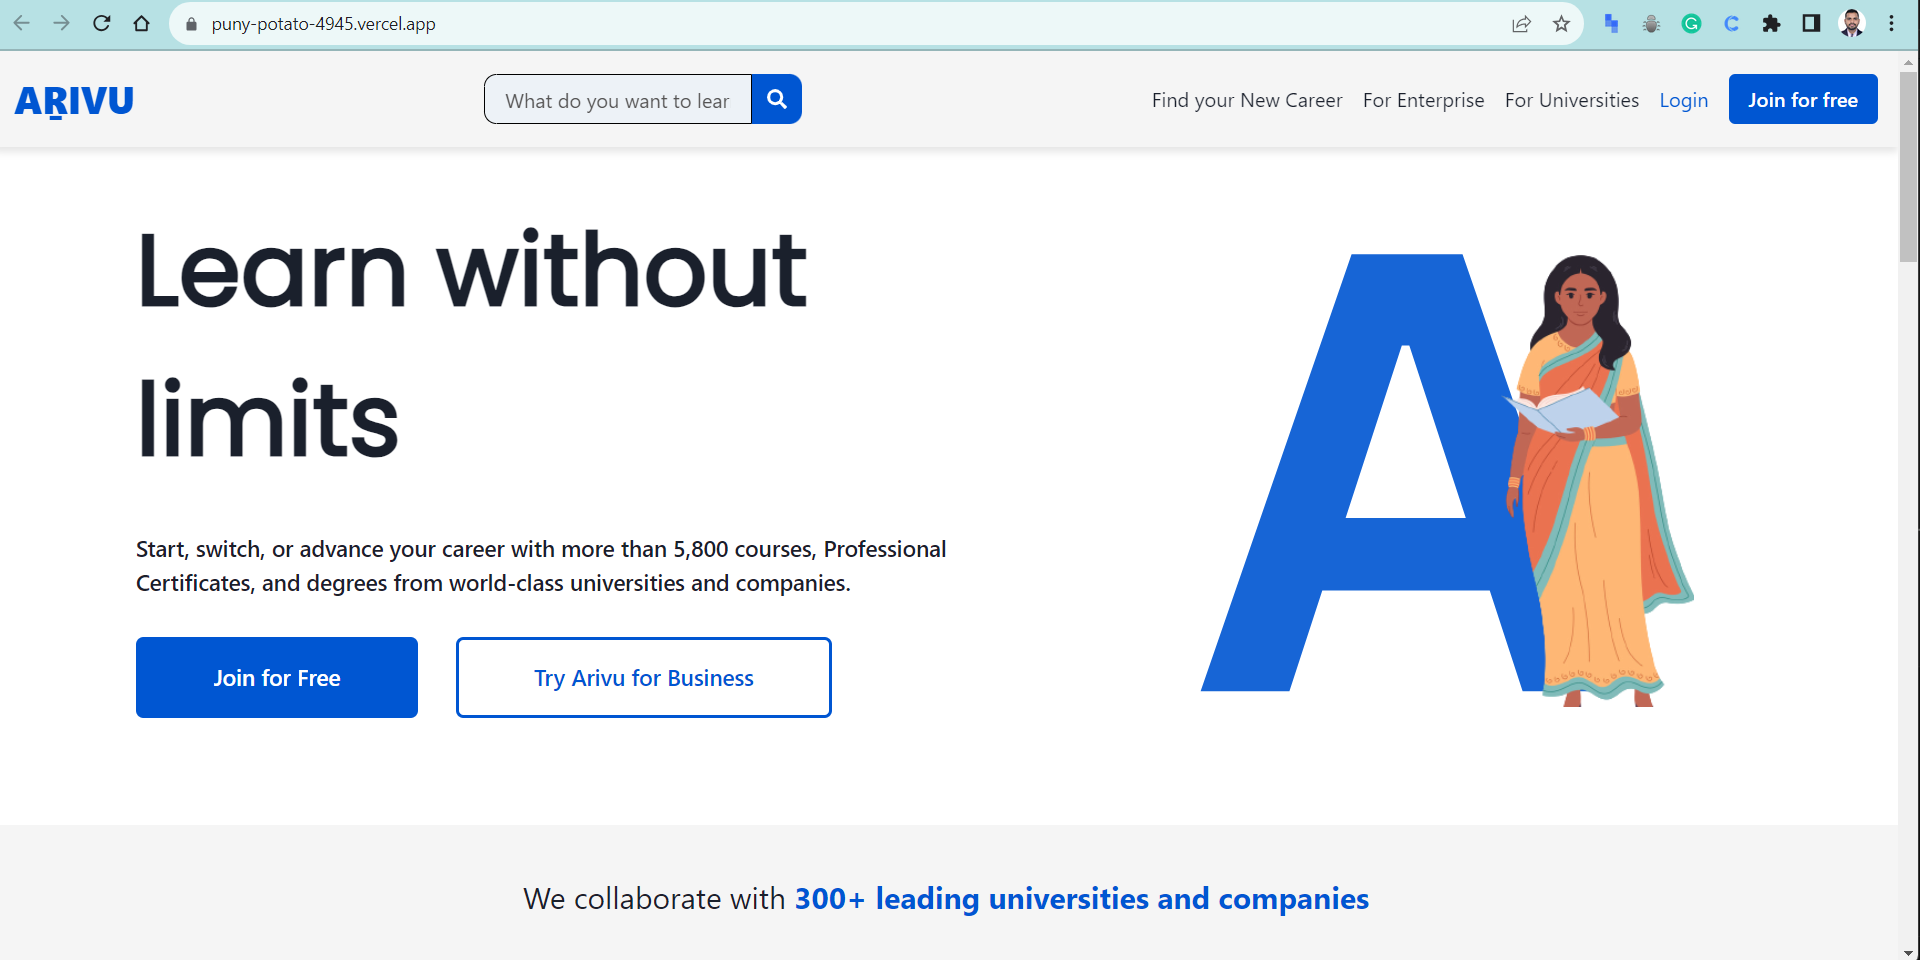 puny-potato-4945.vercel.app
AṞIVU
What do you want to lear
Find your New Career
For Enterprise
For Universities
Login
Join for free
Learn without
limits
Start, switch, or advance your career with more than 5,800 courses, Professional
Certificates, and degrees from world-class universities and companies.
Join for Free
Try Arivu for Business
A
We collaborate with 300+ leading universities and companies